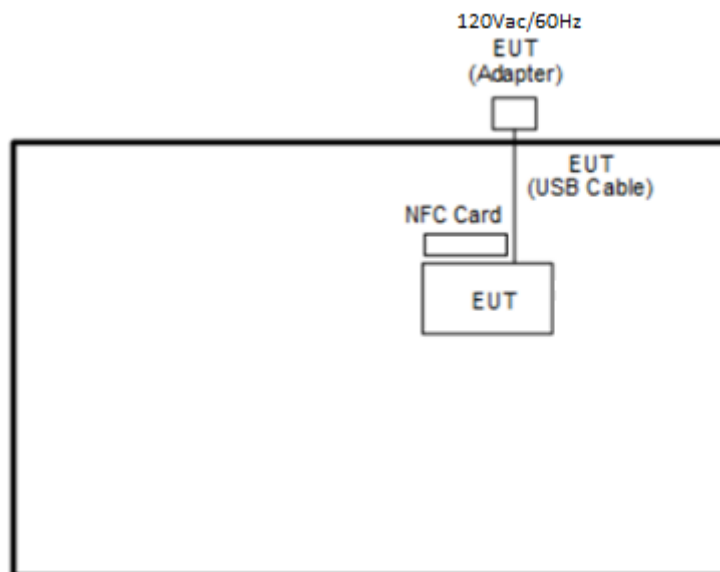 120Vac/60Hz
EUT
(Adapter)
EUT
(USB Cable)
NFC Card
EUT